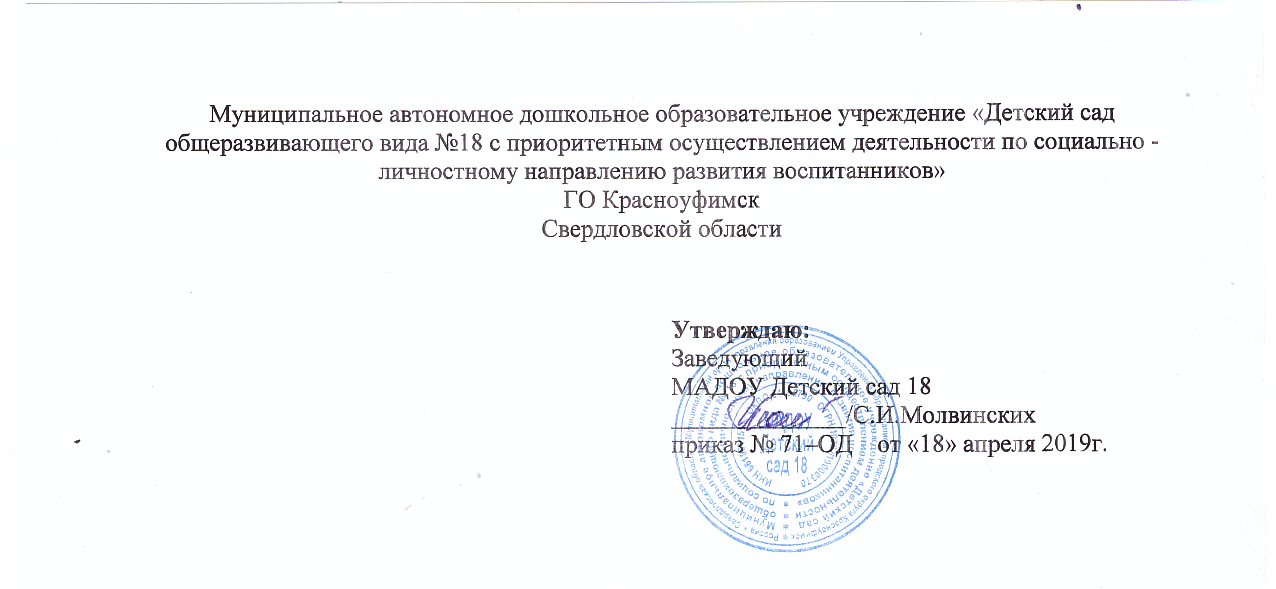 Муниципальное автономное дошкольное образовательное учреждение «Детский сад
общеразвивающего вида №18 с приоритетным осуществлением деятельности по социально -
личностному направлению развития воспитанников»
ГО Красноуфимск
Свердловской области
Утверждаю:
Заведующий
МАДОУ Детский сад 18
/С.И.Молвинских
приказ № 71–ОД от «18» апреля 2019г.
сад 18